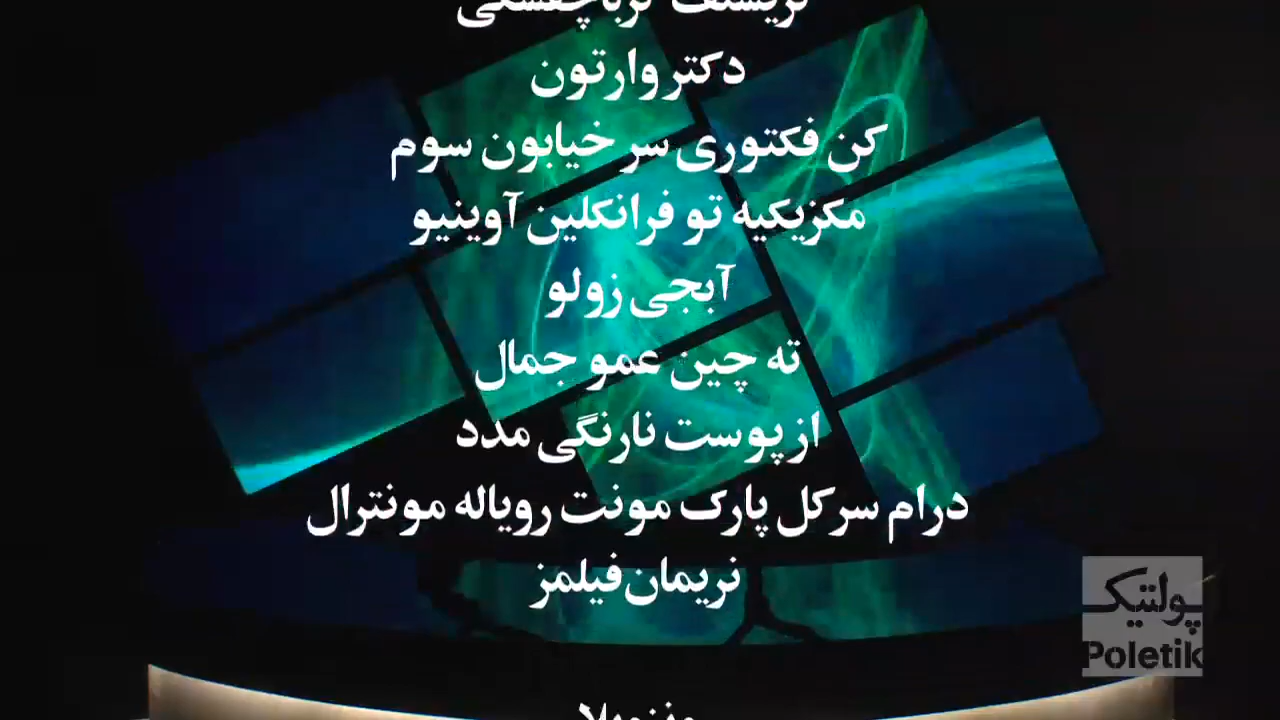 دکتر وارتون
کن فکتوری سر خیابون سوم
مکزیکیه تو فرانکلین آوینیو
آبجی زولو
ته چین عمو جمال
از پوست نارنگی مدد
درام سرکل پارک مونت رویاله مونترال
نریمان فیلمز
پولتیک
Poletik